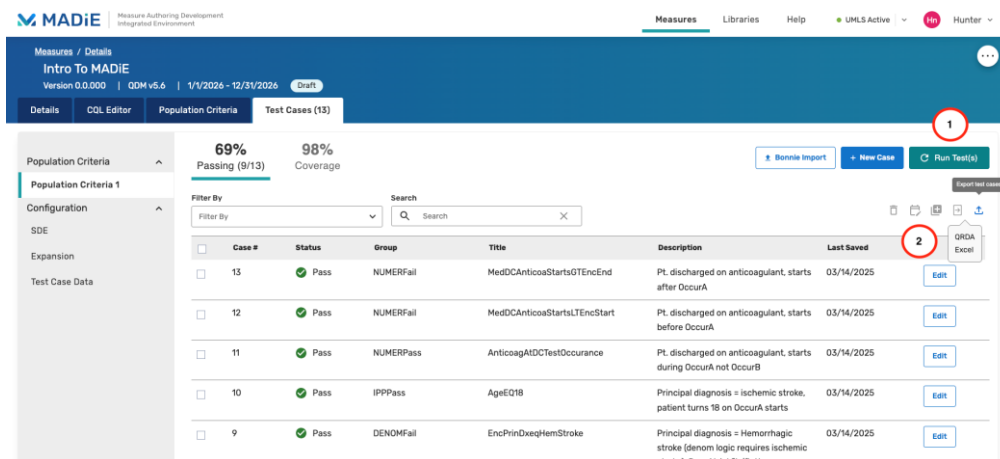 MADiE
Measure Authoring Development
Integrated Environment
Measures Libraries Help UMLS Active Hn Hunter
Measures / Details
Intro To MADiE
Version 0.0.000 | QDM v5.6 | 1/1/2026 - 12/31/2026 Draft
Details CQL Editor Population Criteria Test Cases (13)
1
Population Criteria
Population Criteria 1
Configuration
SDE
Expansion
Test Case Data
69% 98%
Passing (9/13) Coverage
Bonnie Import + New Case Run Test(s)
Export test cases
Filter By Search
Filter By Search
2
QRDA
Excel
Case # Status Group Title Description Last Saved
13 Pass NUMERFail MedDCAnticoaStartsGTEncEnd Pt. discharged on anticoagulant, starts 03/14/2025 Edit
after OccurA
12 Pass NUMERFail MedDCAnticoaStartsLTEncStart Pt. discharged on anticoagulant, starts 03/14/2025 Edit
before OccurA
11 Pass NUMERPass AnticoagAtDCTestOccurance Pt. discharged on anticoagulant, starts 03/14/2025 Edit
during OccurA not OccurB
10 Pass IPPPass AgeEQ18 Principal diagnosis = ischemic stroke, 03/14/2025 Edit
patient turns 18 on OccurA starts
9 Pass DENOMFail EncPrinDxeqHemStroke Principal diagnosis = Hemorrhagic 03/14/2025 Edit
stroke (denom logic requires ischemic